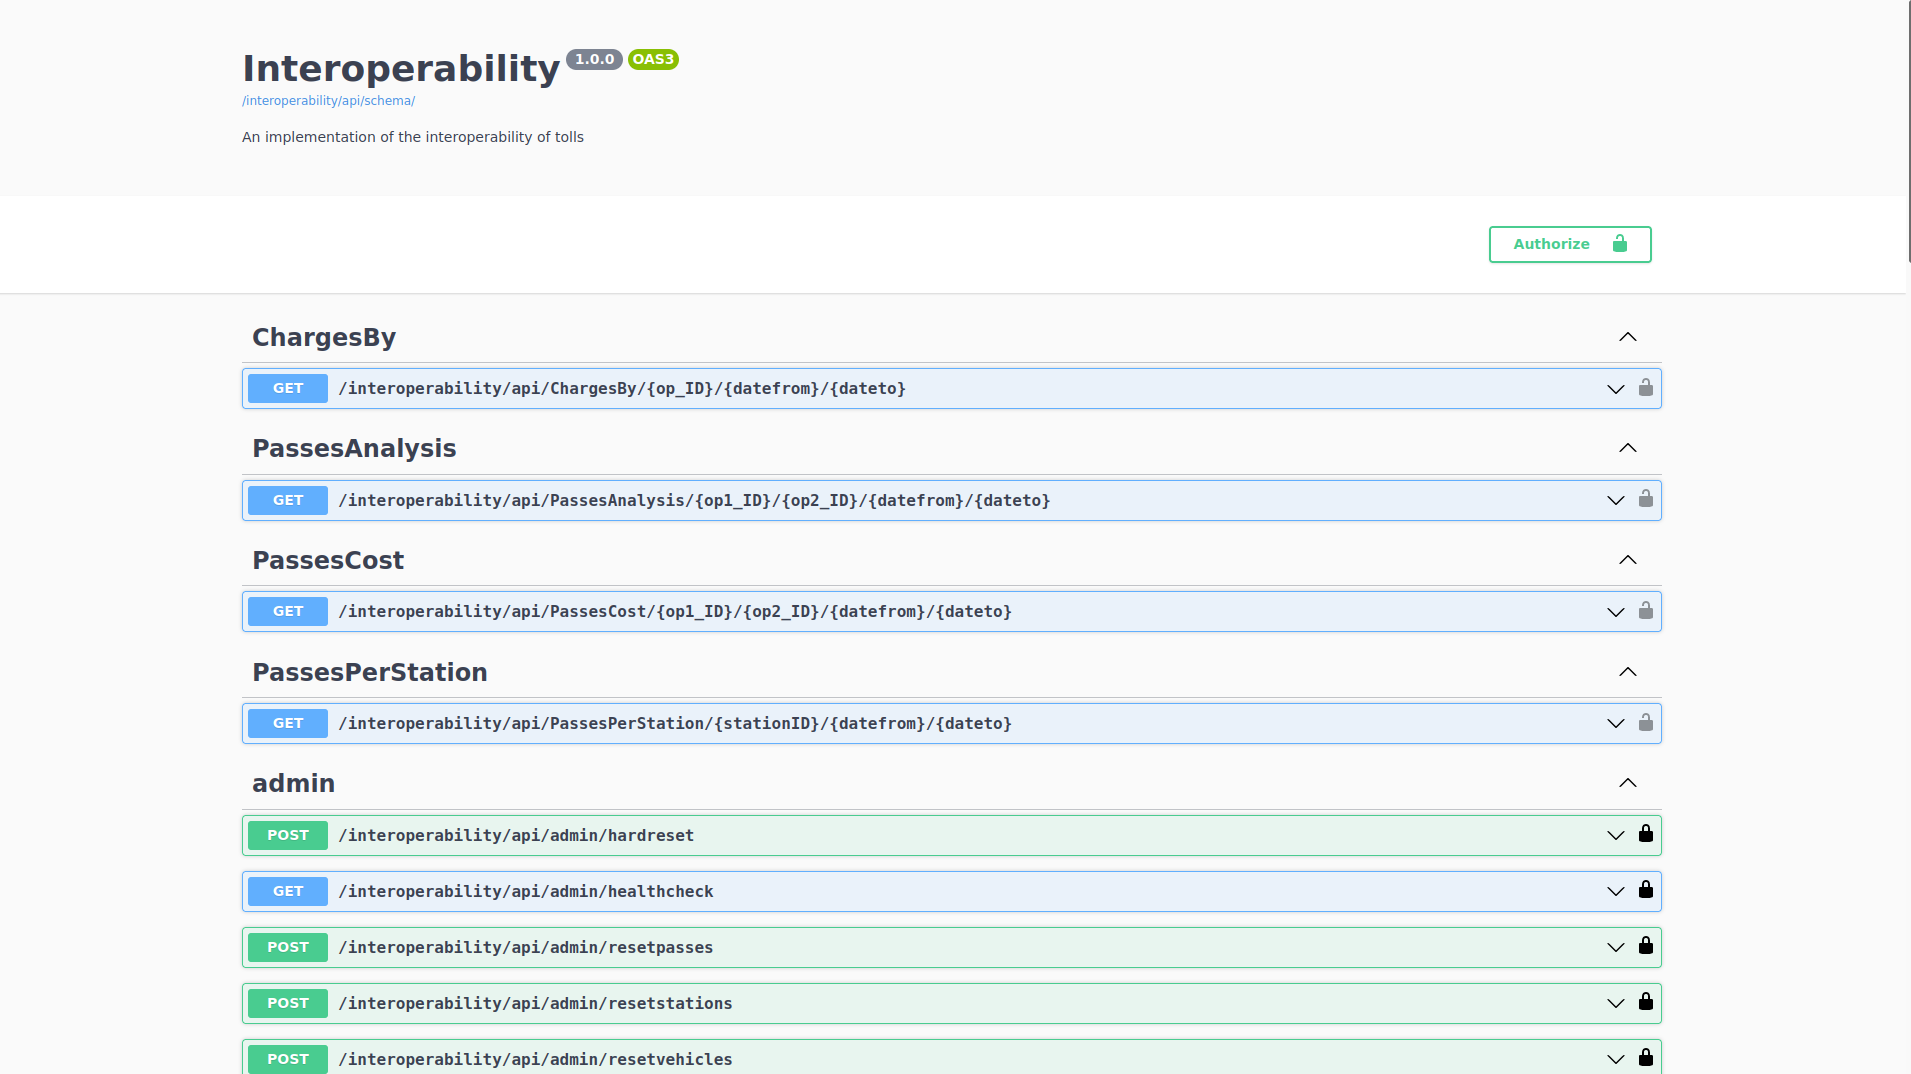 Interoperability 1.0.0 OAS3
/interoperability/api/schema/
An implementation of the interoperability of tolls
Authorize
ChargesBy
GET /interoperability/api/ChargesBy/{op_ID}/{datefrom}/{dateto}
PassesAnalysis
GET /interoperability/api/PassesAnalysis/{op1_ID}/{op2_ID}/{datefrom}/{dateto}
PassesCost
GET /interoperability/api/PassesCost/{op1_ID}/{op2_ID}/{datefrom}/{dateto}
PassesPerStation
GET /interoperability/api/PassesPerStation/{stationID}/{datefrom}/{dateto}
admin
POST /interoperability/api/admin/hardreset
GET /interoperability/api/admin/healthcheck
POST /interoperability/api/admin/resetpasses
POST /interoperability/api/admin/resetstations
POST /interoperability/api/admin/resetvehicles